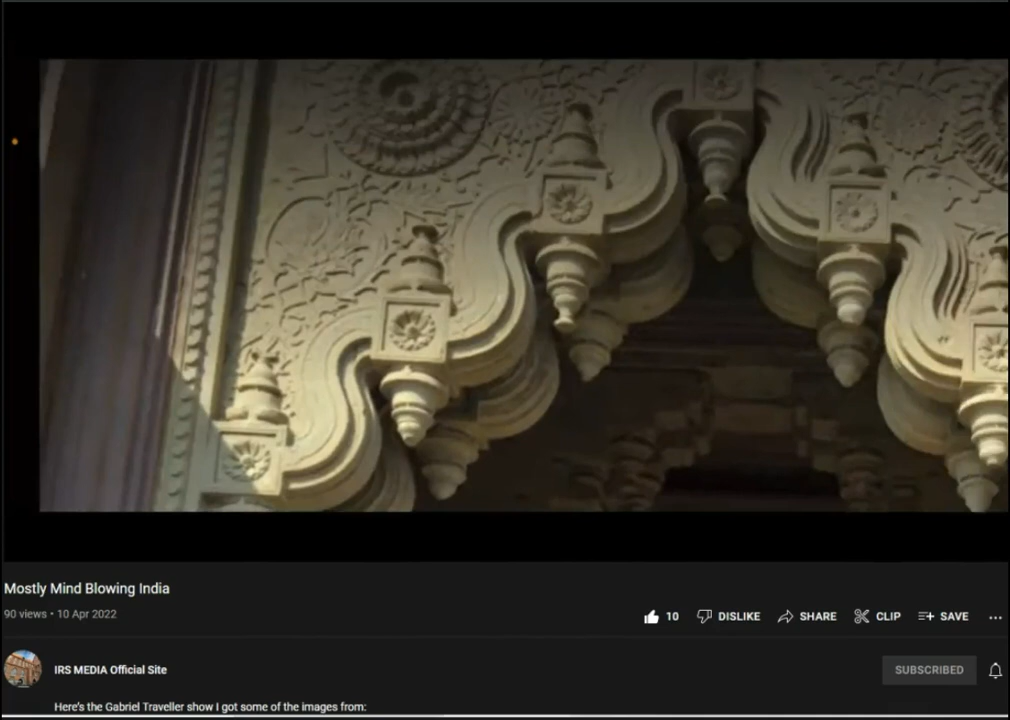 Mostly Mind Blowing India
90 views • 10 Apr 2022
10 DISLIKE SHARE CLIP SAVE ...
IRS MEDIA Official Site
SUBSCRIBED
Here's the Gabriel Traveller show I got some of the images from: